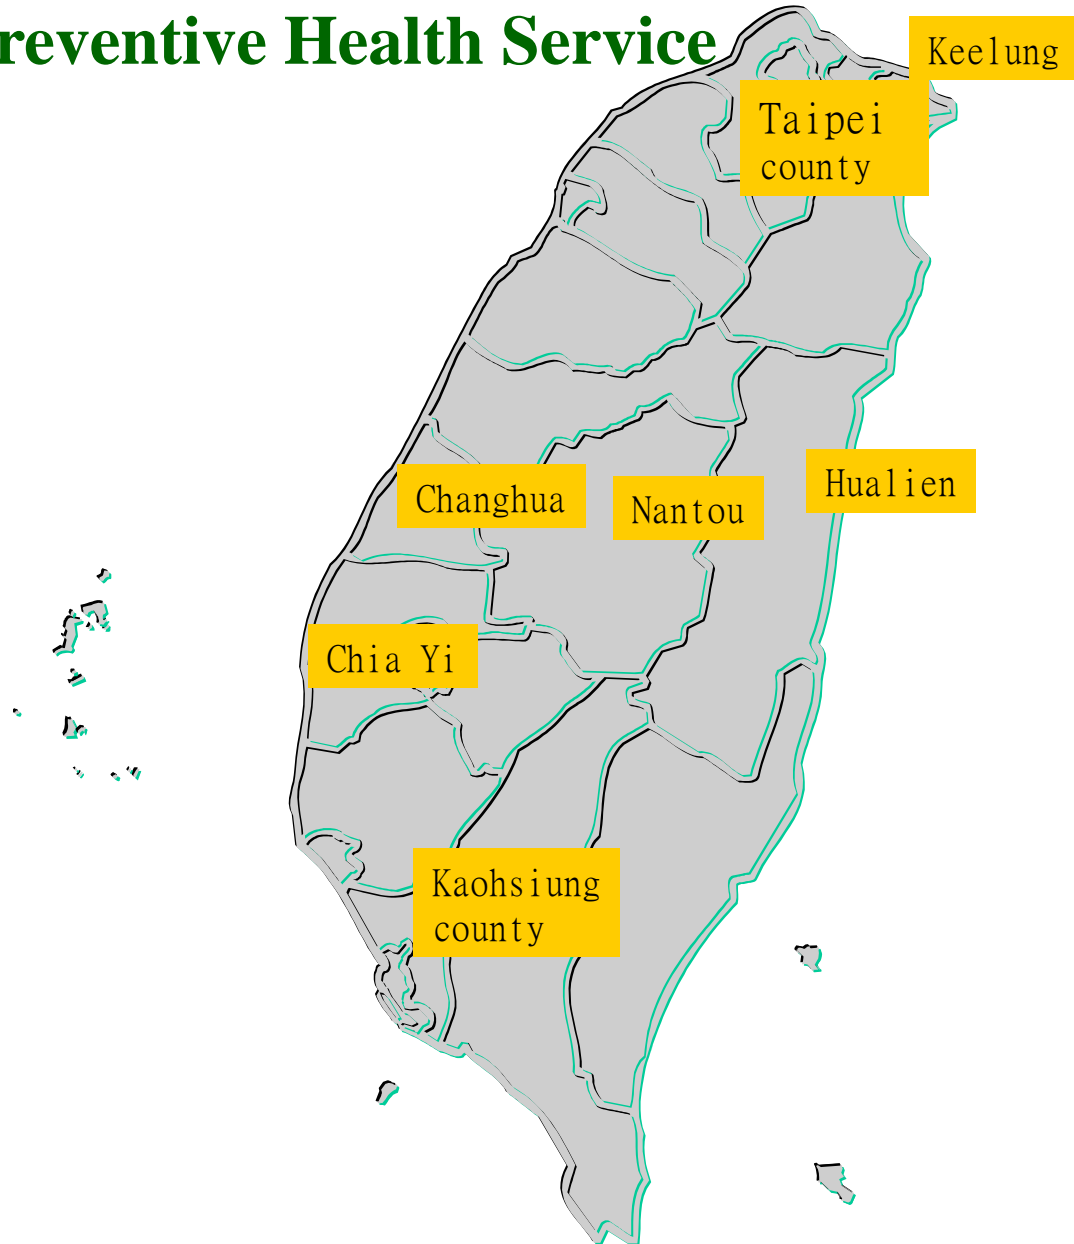 reventive Health Service
Keelung
Taipei
county
Hualien
Changhua
Nantou
Chia Yi
Kaohsiung
county